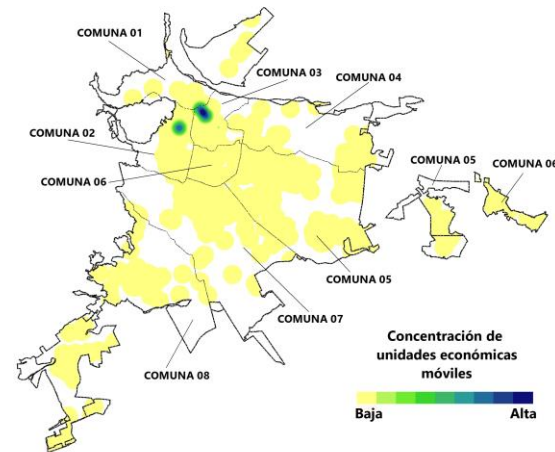 COMUNA 01
COMUNA 03
COMUNA 04
COMUNA 02
COMUNA 06
COMUNA 05
COMUNA 06
COMUNA 05
COMUNA 07
COMUNA 08
Concentración de
unidades económicas
móviles
Baja Alta